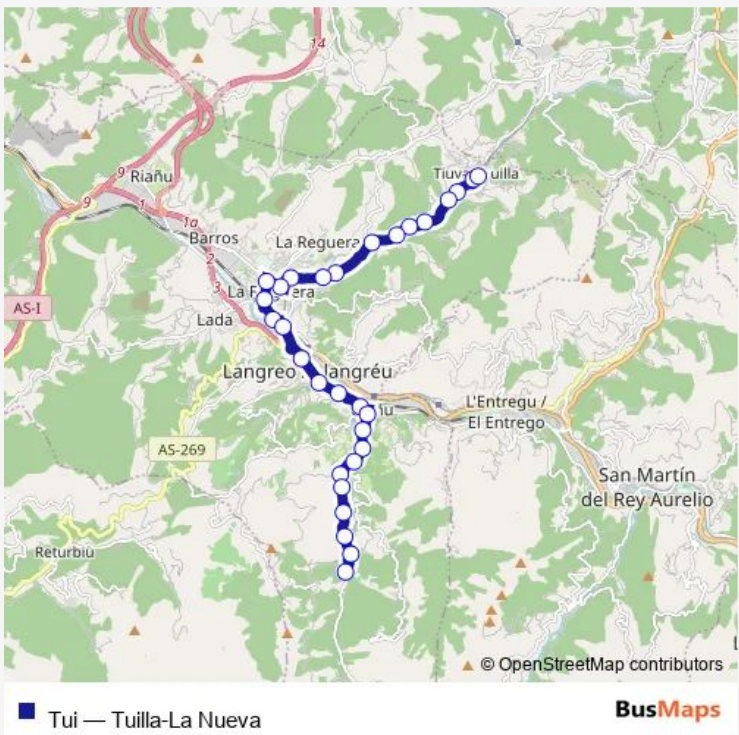 14
9
Riañu
9
1
1a
Barros
2
3
La Reguera
Tiuya
uilla
La F
era
AS-I
Lada
Langreo
langréu
L'Entregu /
El Entrego
AS-269
San Martín
del Rey Aurelio
Returbiú
© OpenStreetMap contributors
Tui — Tuilla-La Nueva
BusMaps